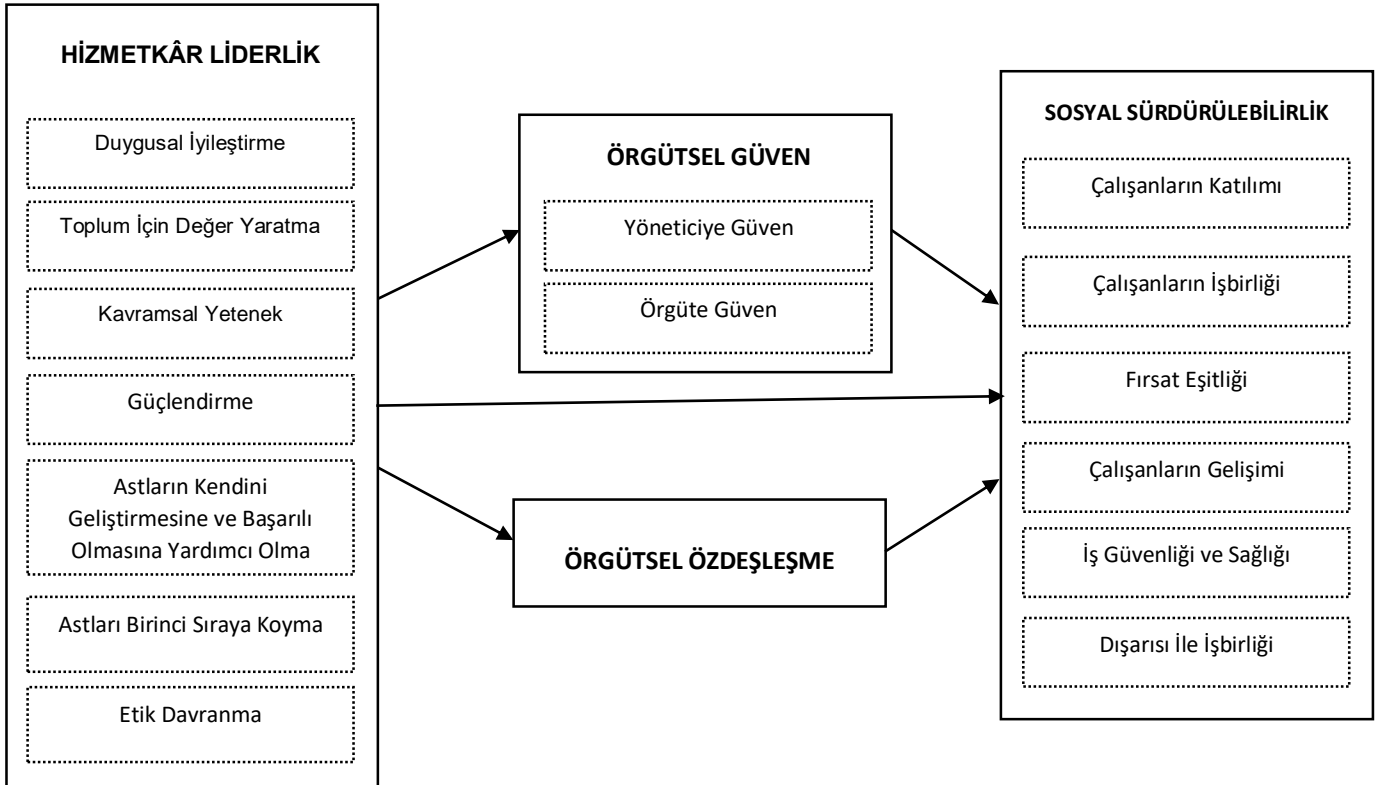 HİZMETKÂR LİDERLİK
Duygusal İyileştirme
Toplum İçin Değer Yaratma
Kavramsal Yetenek
Güçlendirme
Astların Kendini
Geliştirmesine ve Başarılı
Olmasına Yardımcı Olma
Astları Birinci Sıraya Koyma
Etik Davranma
ÖRGÜTSEL GÜVEN
Yöneticiye Güven
Örgüte Güven
ÖRGÜTSEL ÖZDEŞLEŞME
SOSYAL SÜRDÜRÜLEBİLİRLİK
Çalışanların Katılımı
Çalışanların İşbirliği
Fırsat Eşitliği
Çalışanların Gelişimi
İş Güvenliği ve Sağlığı
Dışarısı İle İşbirliği